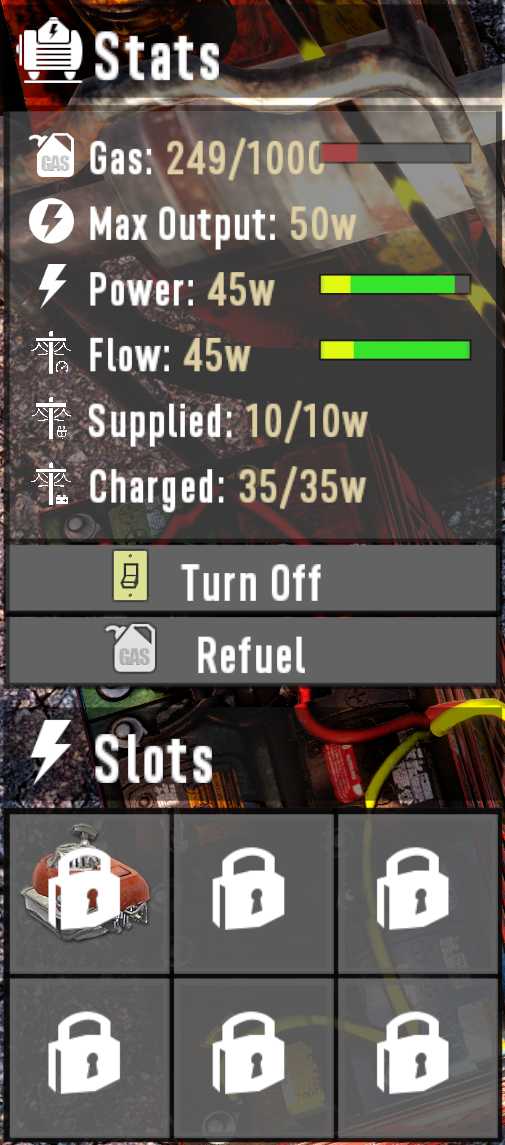 Stats
GAS Gas: 249/1000
Max Output: 50w
Power: 45w
Flow: 45w
Supplied: 10/10w
Charged: 35/35w
Turn Off
GAS Refuel
Slots